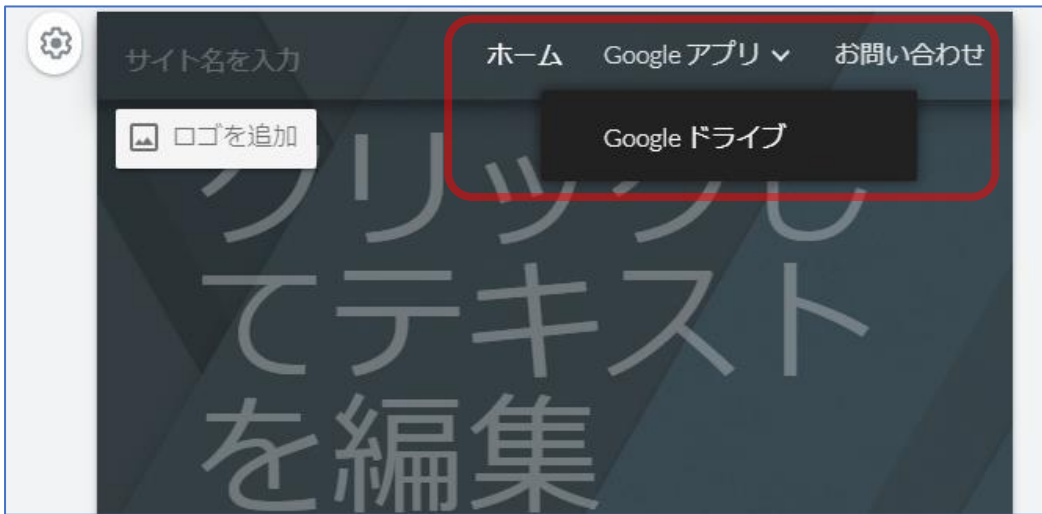 サイト名を入力
ホーム Google アプリ お問い合わせ
ロゴを追加
Google ドライブ
クリックし
てテキスト
を編集